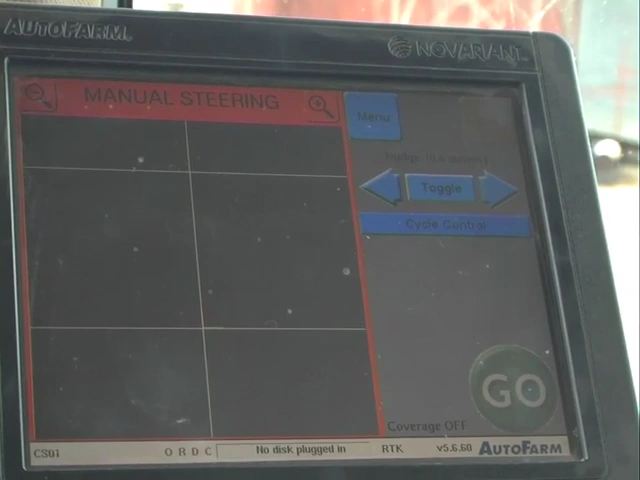 AUTOFARM
NOVARIANT
MANUAL STEERING
Menu
Toggle
Cycle Control
GO
Coverage OFF
CS01
O R D C
No disk plugged in
RTK
v5.6.60
AUTOFARM